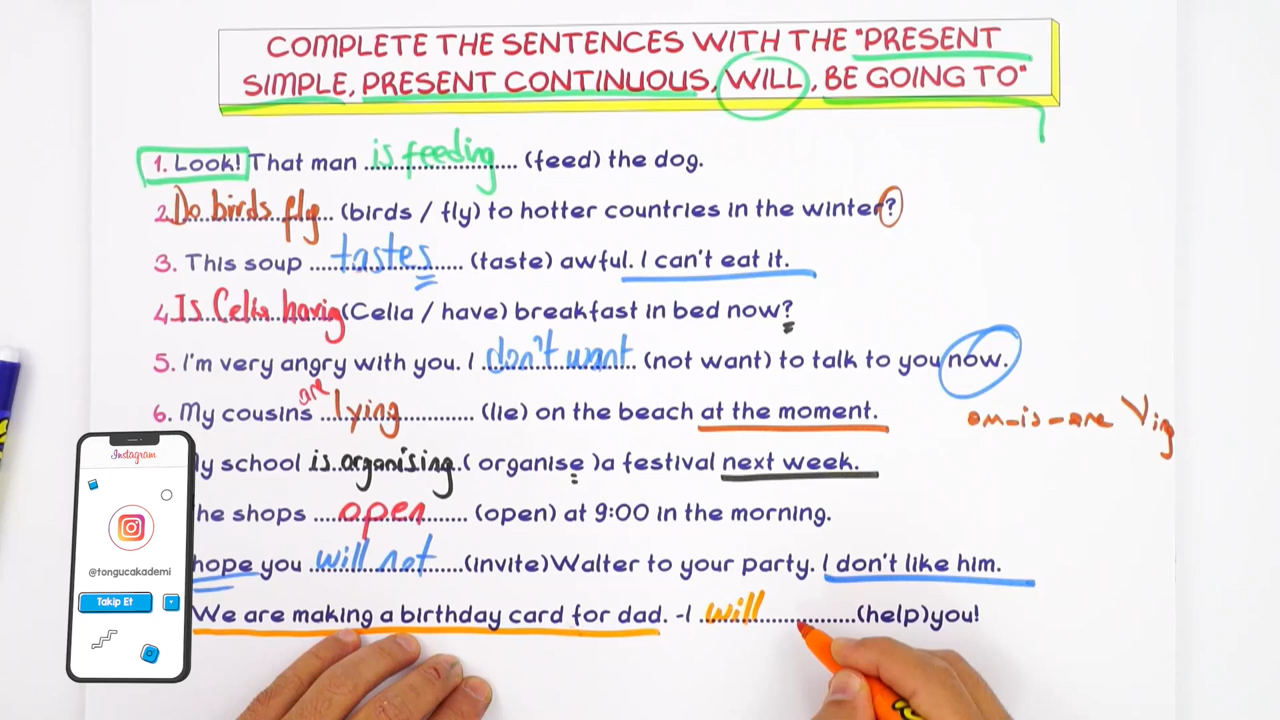 COMPLETE THE SENTENCES WITH THE "PRESENT
SIMPLE, PRESENT CONTINUOUS, WILL, BE GOING TO"
1. Look! That man is feeding (feed) the dog.
2. Do birds fly (birds / fly) to hotter countries in the winter?
3. This soup tastes (taste) awful. I can't eat it.
4. Is Celia havig (Celia / have) breakfast in bed now?
5. I'm very angry with you. I don't want (not want) to talk to you now.
6. My cousins are lying (lie) on the beach at the moment.
am-is-are Ving
y school is organising ( organise )a festival next week.
he shops open (open) at 9:00 in the morning.
hope you will not (invite)Walter to your party. I don't like him.
We are making a birthday card for dad. -I will (help)you!
Instagram
@tongucakademi
Takip Et